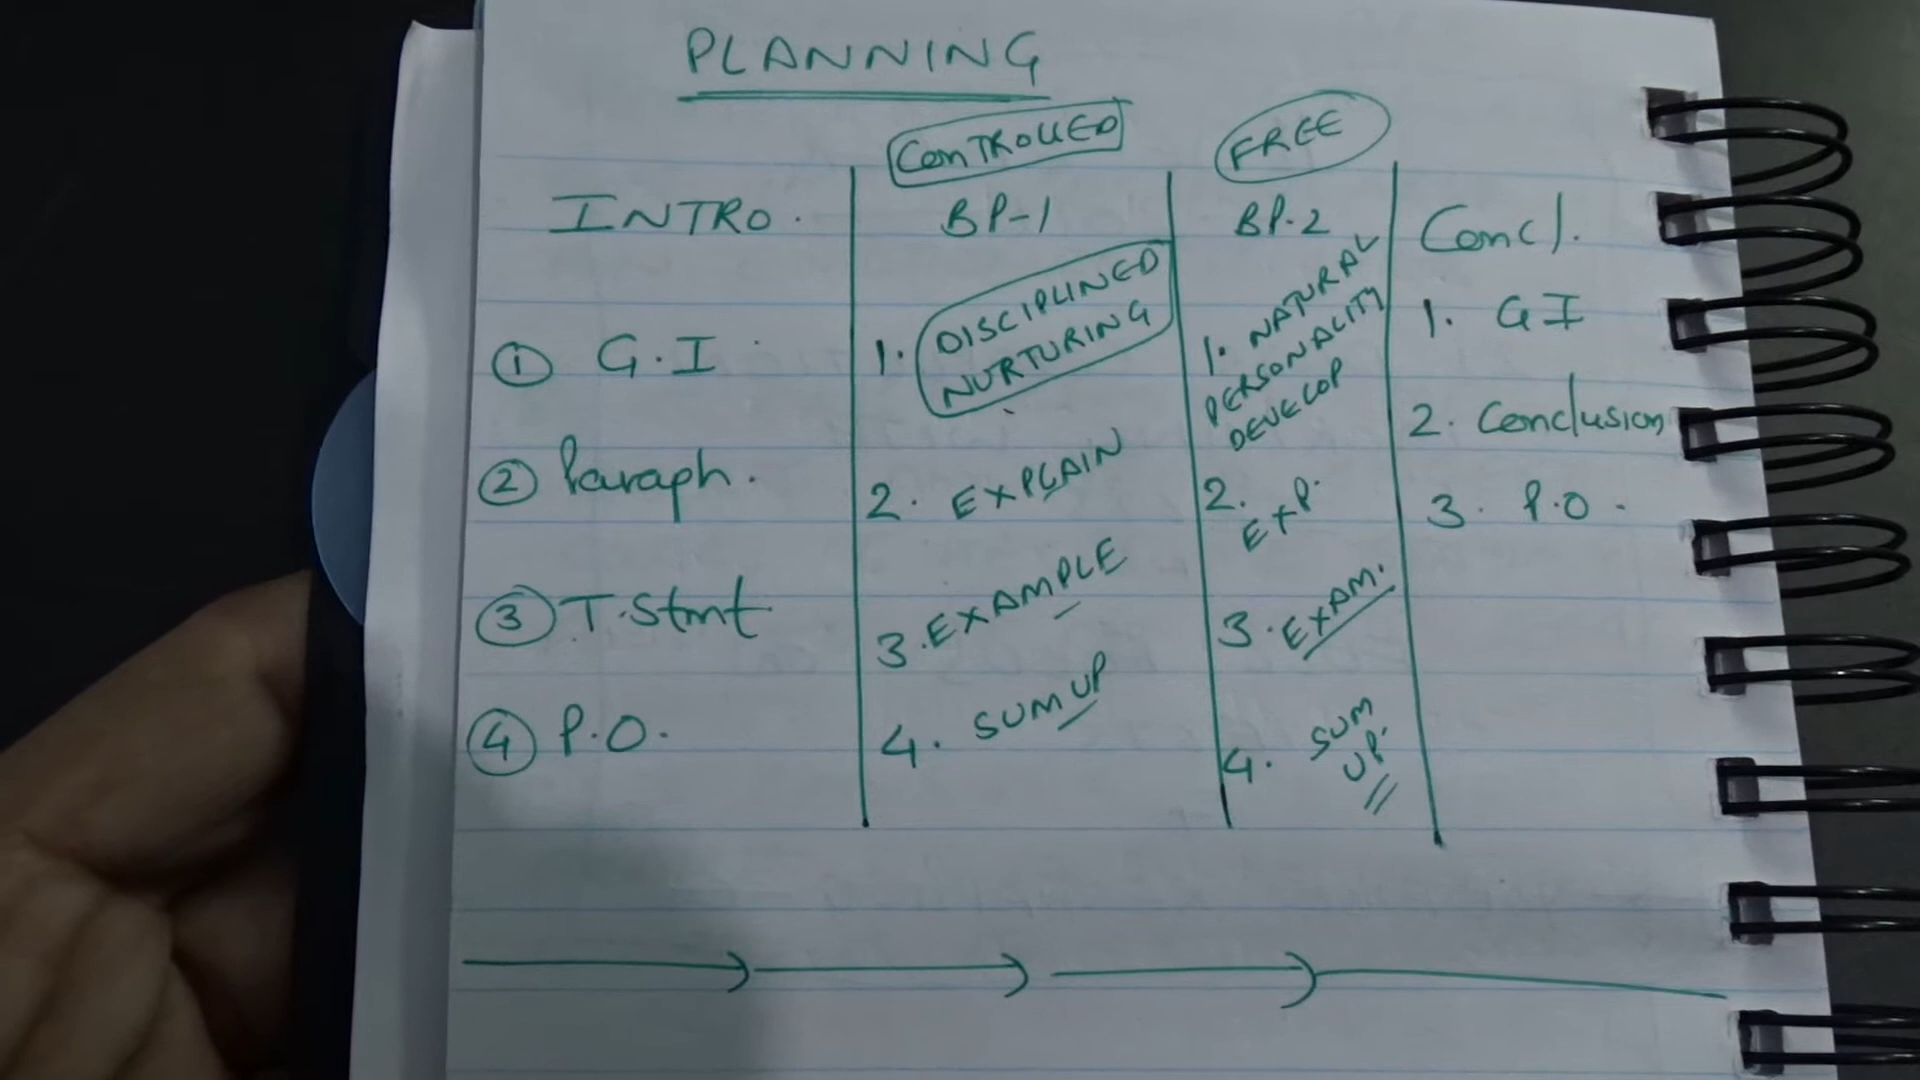 PLANNING
CONTROLLED
FREE
INTRO.
BP-1
BP.2
Concl.
① G.I
② Paraph.
③ T.Stmt
④ P.O.
1. DISCIPLINED
NURTURING
2. EXPLAIN
3. EXAMPLE
4. SUM UP
1. NATURAL
PERSONALITY
DEVELOP
2. EXP.
3. EXAM.
4. SUM
UP.
1. GI
2. Conclusion
3. P.O.